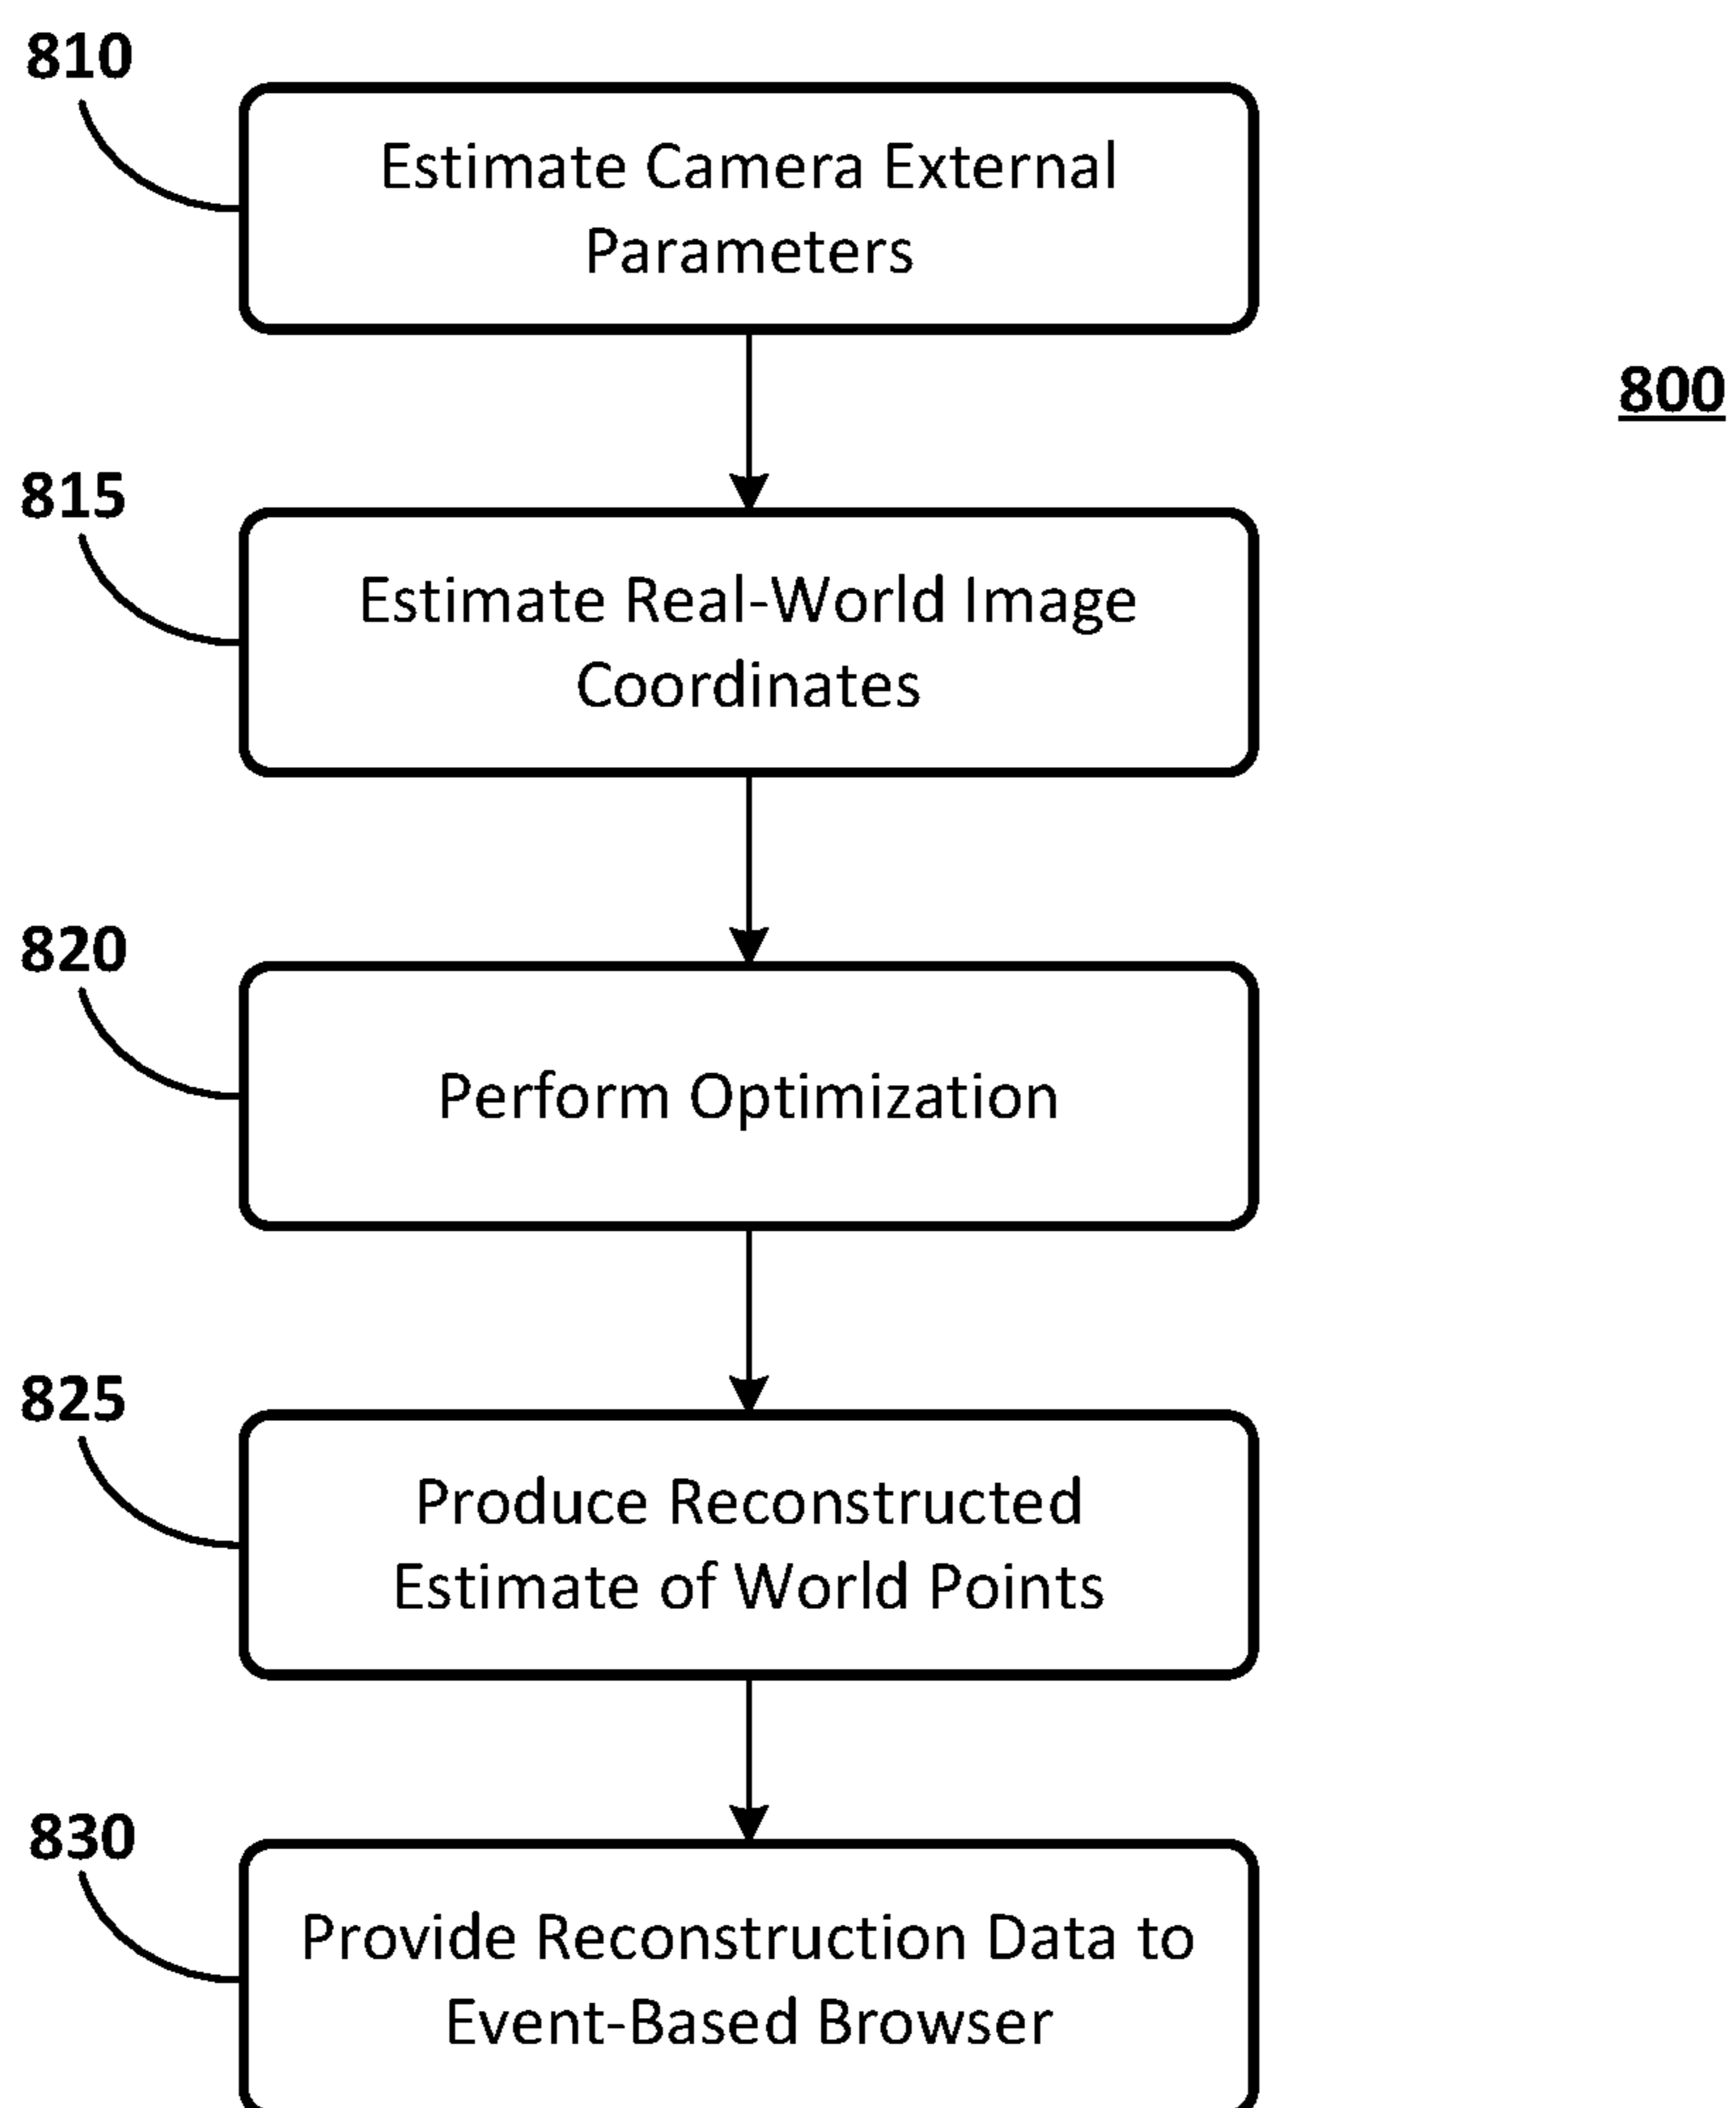 810
Estimate Camera External
Parameters
800
815
Estimate Real-World Image
Coordinates
820
Perform Optimization
825
Produce Reconstructed
Estimate of World Points
830
Provide Reconstruction Data to
Event-Based Browser